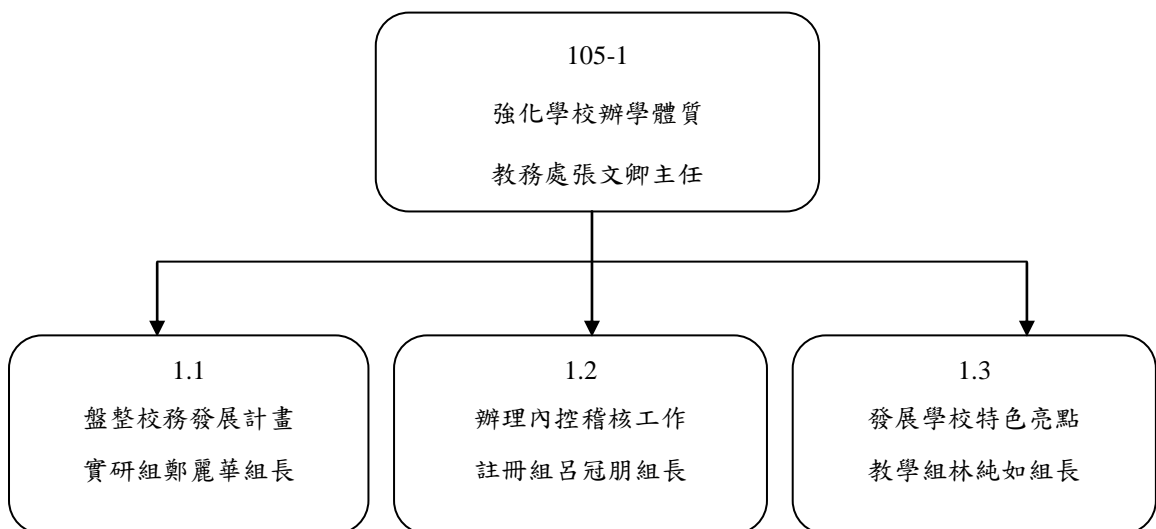 105-1
強化學校辦學體質
教務處張文卿主任
1.1
盤整校務發展計畫
實研組鄭麗華組長
1.2
辦理內控稽核工作
註冊組呂冠朋組長
1.3
發展學校特色亮點
教學組林純如組長